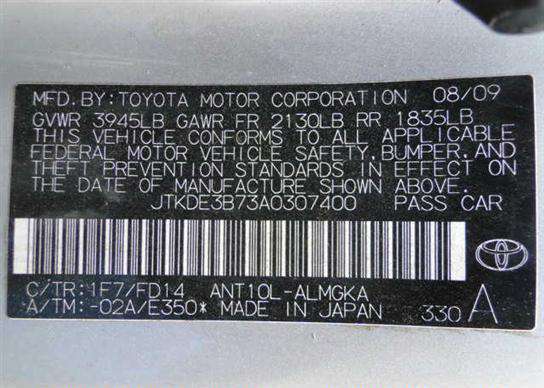 MFD. BY: TOYOTA MOTOR CORPORATION 08/09
GVWR 3945LB GAWR FR 2130LB RR 1835LB
THIS VEHICLE CONFORMS TO ALL APPLICABLE
FEDERAL MOTOR VEHICLE SAFETY, BUMPER, AND
THEFT PREVENTION STANDARDS IN EFFECT ON
THE DATE OF MANUFACTURE SHOWN ABOVE.
JTKDE3B73A0307400 PASS CAR
C/TR: 1F7/FD14 ANT10L-ALMGKA
A/TM: -02A/E350* MADE IN JAPAN 330 A